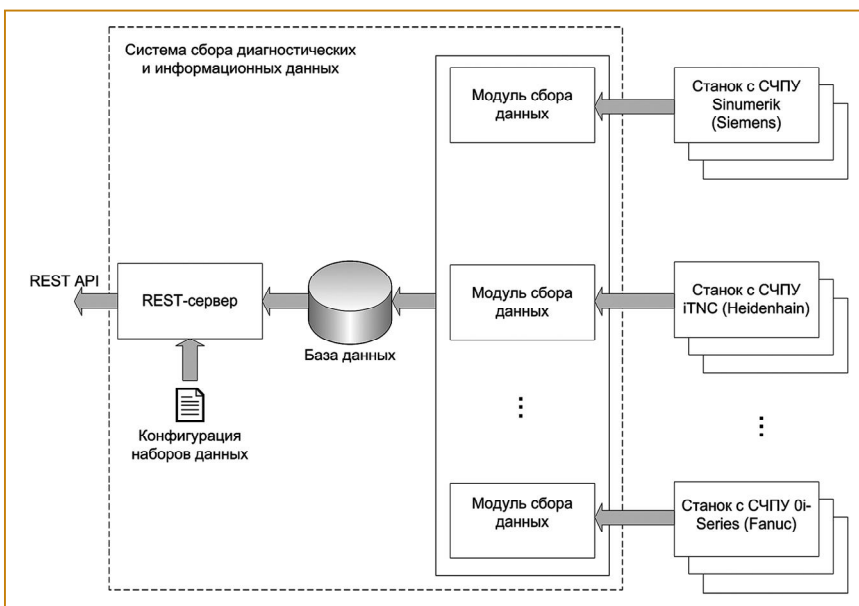 Система сбора диагностических
и информационных данных
Модуль сбора
данных
Станок с СЧПУ
Sinumerik
(Siemens)
REST API
REST-сервер
База данных
Модуль сбора
данных
Станок с СЧПУ
iTNC (Heidenhain)
Конфигурация
наборов данных
Модуль сбора
данных
Станок с СЧПУ 0i-
Series (Fanuc)